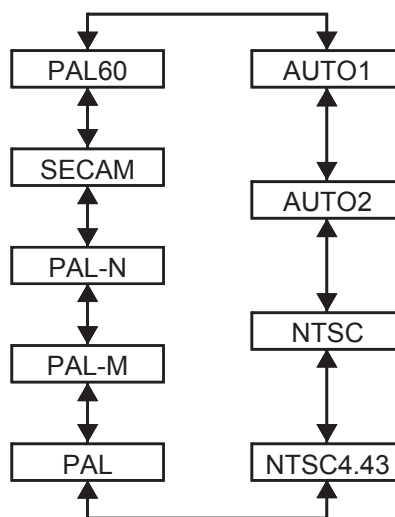 PAL60
AUTO1
SECAM
AUTO2
PAL-N
NTSC
PAL-M
PAL
NTSC4.43